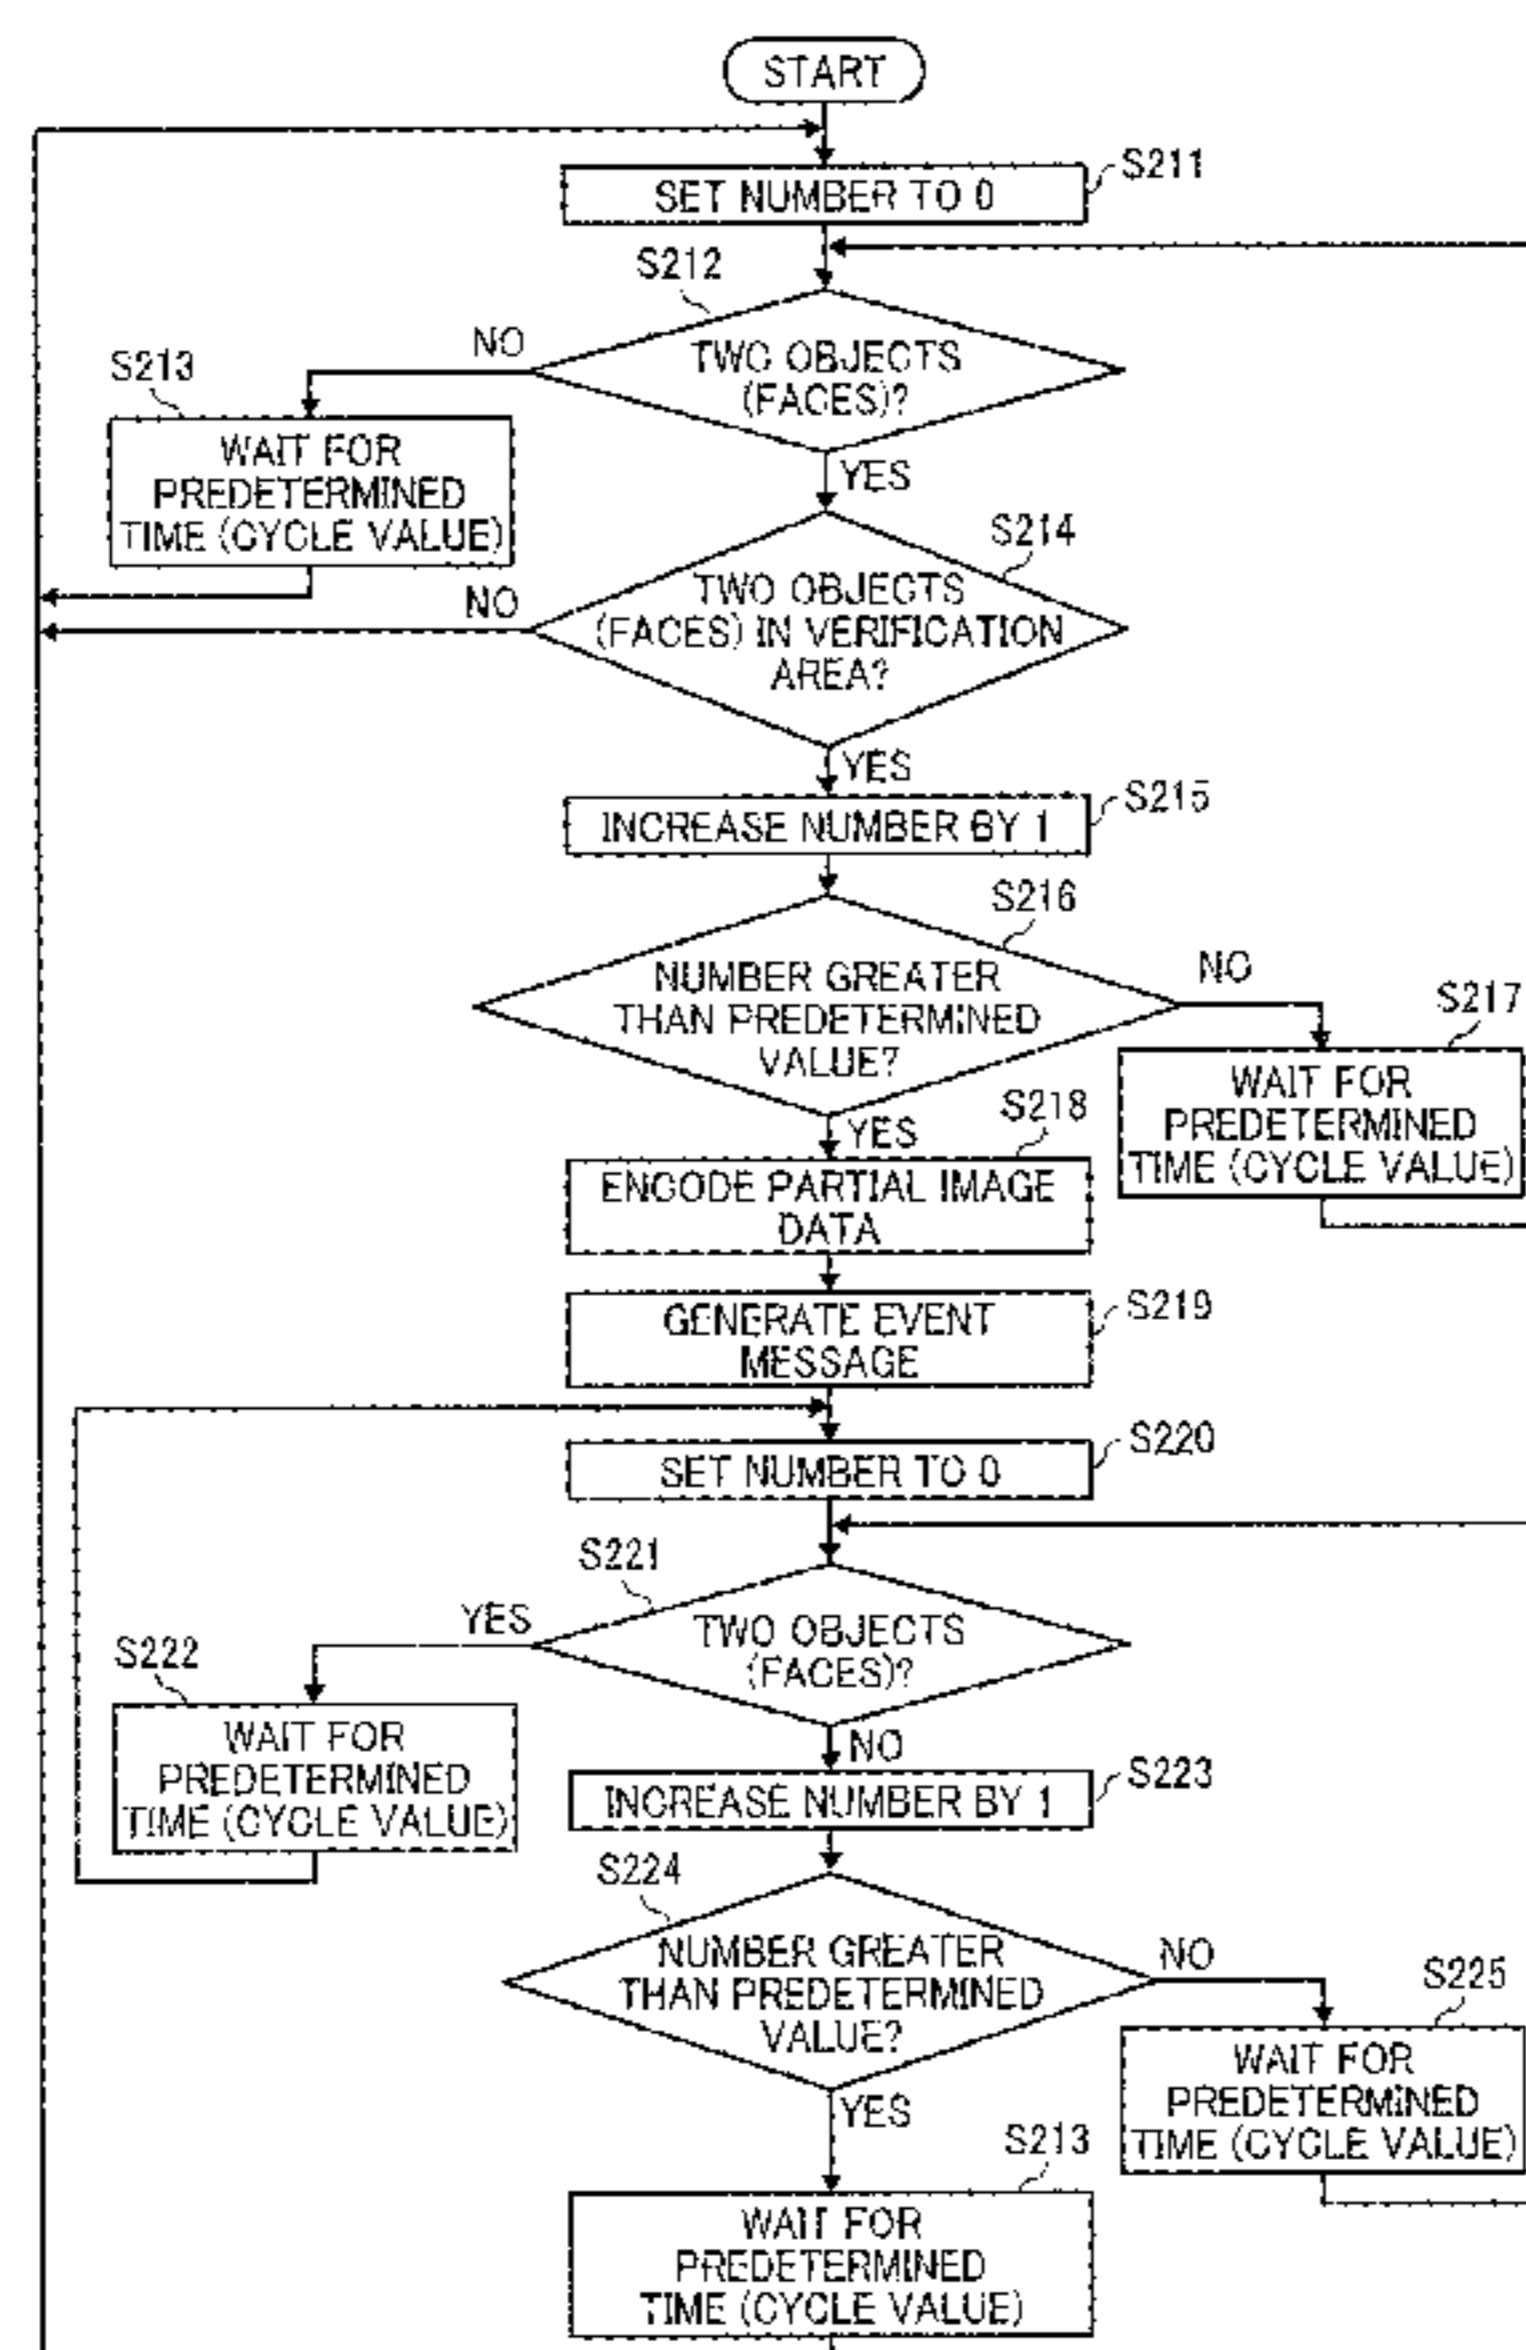 START
S211
SET NUMBER TO 0
S212
NO
TWO OBJECTS
(FACES)?
S213
WAIT FOR
PREDETERMINED
TIME (CYCLE VALUE)
YES
S214
NO
TWO OBJECTS
(FACES) IN VERIFICATION
AREA?
YES
S215
INCREASE NUMBER BY 1
S216
NUMBER GREATER
THAN PREDETERMINED
VALUE?
NO
S217
WAIT FOR
PREDETERMINED
TIME (CYCLE VALUE)
YES
S218
ENCODE PARTIAL IMAGE
DATA
S219
GENERATE EVENT
MESSAGE
S220
SET NUMBER TO 0
S221
YES
TWO OBJECTS
(FACES)?
S222
WAIT FOR
PREDETERMINED
TIME (CYCLE VALUE)
NO
S223
INCREASE NUMBER BY 1
S224
NUMBER GREATER
THAN PREDETERMINED
VALUE?
NO
S225
WAIT FOR
PREDETERMINED
TIME (CYCLE VALUE)
YES
S213
WAIT FOR
PREDETERMINED
TIME (CYCLE VALUE)